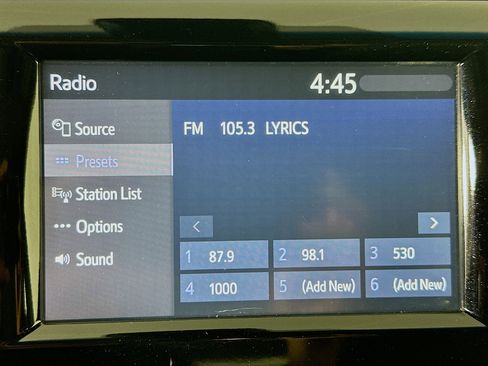 Radio 4:45
Source
Presets
Station List
Options
Sound
FM 105.3 LYRICS
<
>
1 87.9 2 98.1 3 530
4 1000 5 (Add New) 6 (Add New)